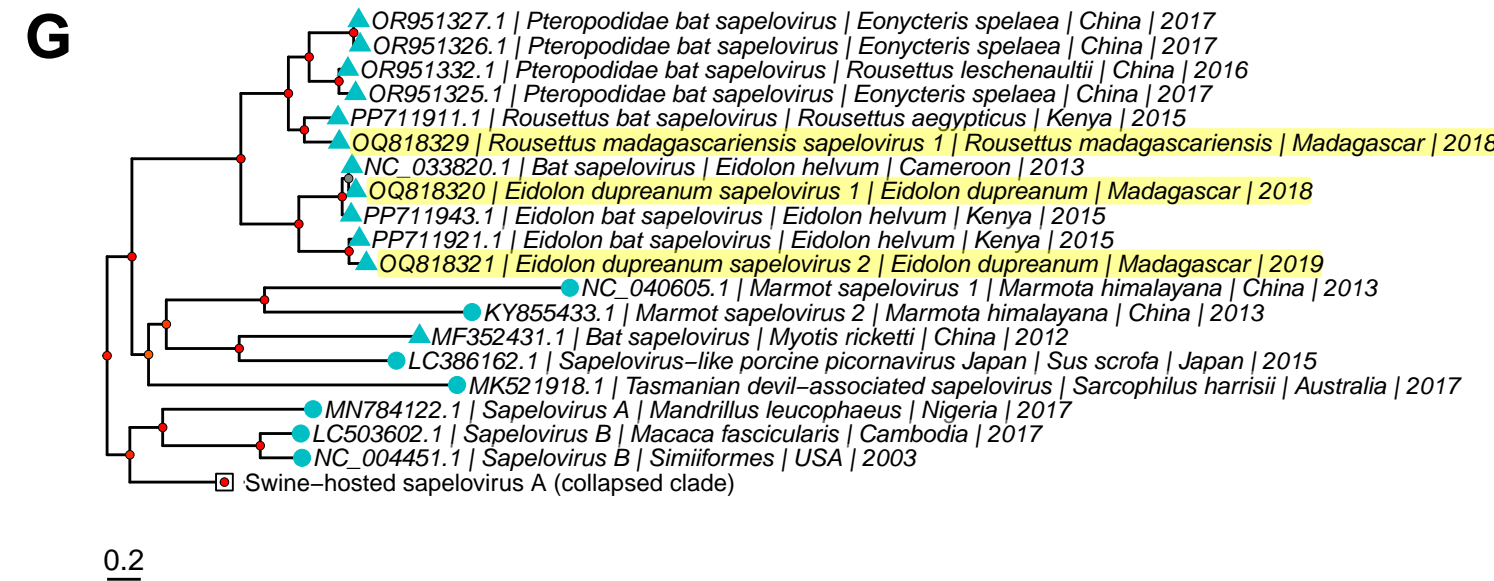 G
OR951327.1 | Pteropodidae bat sapelovirus | Eonycteris spelaea | China | 2017
OR951326.1 | Pteropodidae bat sapelovirus | Eonycteris spelaea | China | 2017
OR951332.1 | Pteropodidae bat sapelovirus | Rousettus leschenaultii | China | 2016
OR951325.1 | Pteropodidae bat sapelovirus | Eonycteris spelaea | China | 2017
PP711911.1 | Rousettus bat sapelovirus | Rousettus aegypticus | Kenya | 2015
OQ818329 | Rousettus madagascariensis sapelovirus 1 | Rousettus madagascariensis | Madagascar | 2018
NC_033820.1 | Bat sapelovirus | Eidolon helvum | Cameroon | 2013
OQ818320 | Eidolon dupreanum sapelovirus 1 | Eidolon dupreanum | Madagascar | 2018
PP711943.1 | Eidolon bat sapelovirus | Eidolon helvum | Kenya | 2015
PP711921.1 | Eidolon bat sapelovirus | Eidolon helvum | Kenya | 2015
OQ818321 | Eidolon dupreanum sapelovirus 2 | Eidolon dupreanum | Madagascar | 2019
NC_040605.1 | Marmot sapelovirus 1 | Marmota himalayana | China | 2013
KY855433.1 | Marmot sapelovirus 2 | Marmota himalayana | China | 2013
MF352431.1 | Bat sapelovirus | Myotis ricketti | China | 2012
LC386162.1 | Sapelovirus−like porcine picornavirus Japan | Sus scrofa | Japan | 2015
MK521918.1 | Tasmanian devil−associated sapelovirus | Sarcophilus harrisii | Australia | 2017
MN784122.1 | Sapelovirus A | Mandrillus leucophaeus | Nigeria | 2017
LC503602.1 | Sapelovirus B | Macaca fascicularis | Cambodia | 2017
NC_004451.1 | Sapelovirus B | Simiiformes | USA | 2003
Swine−hosted sapelovirus A (collapsed clade)
0.2